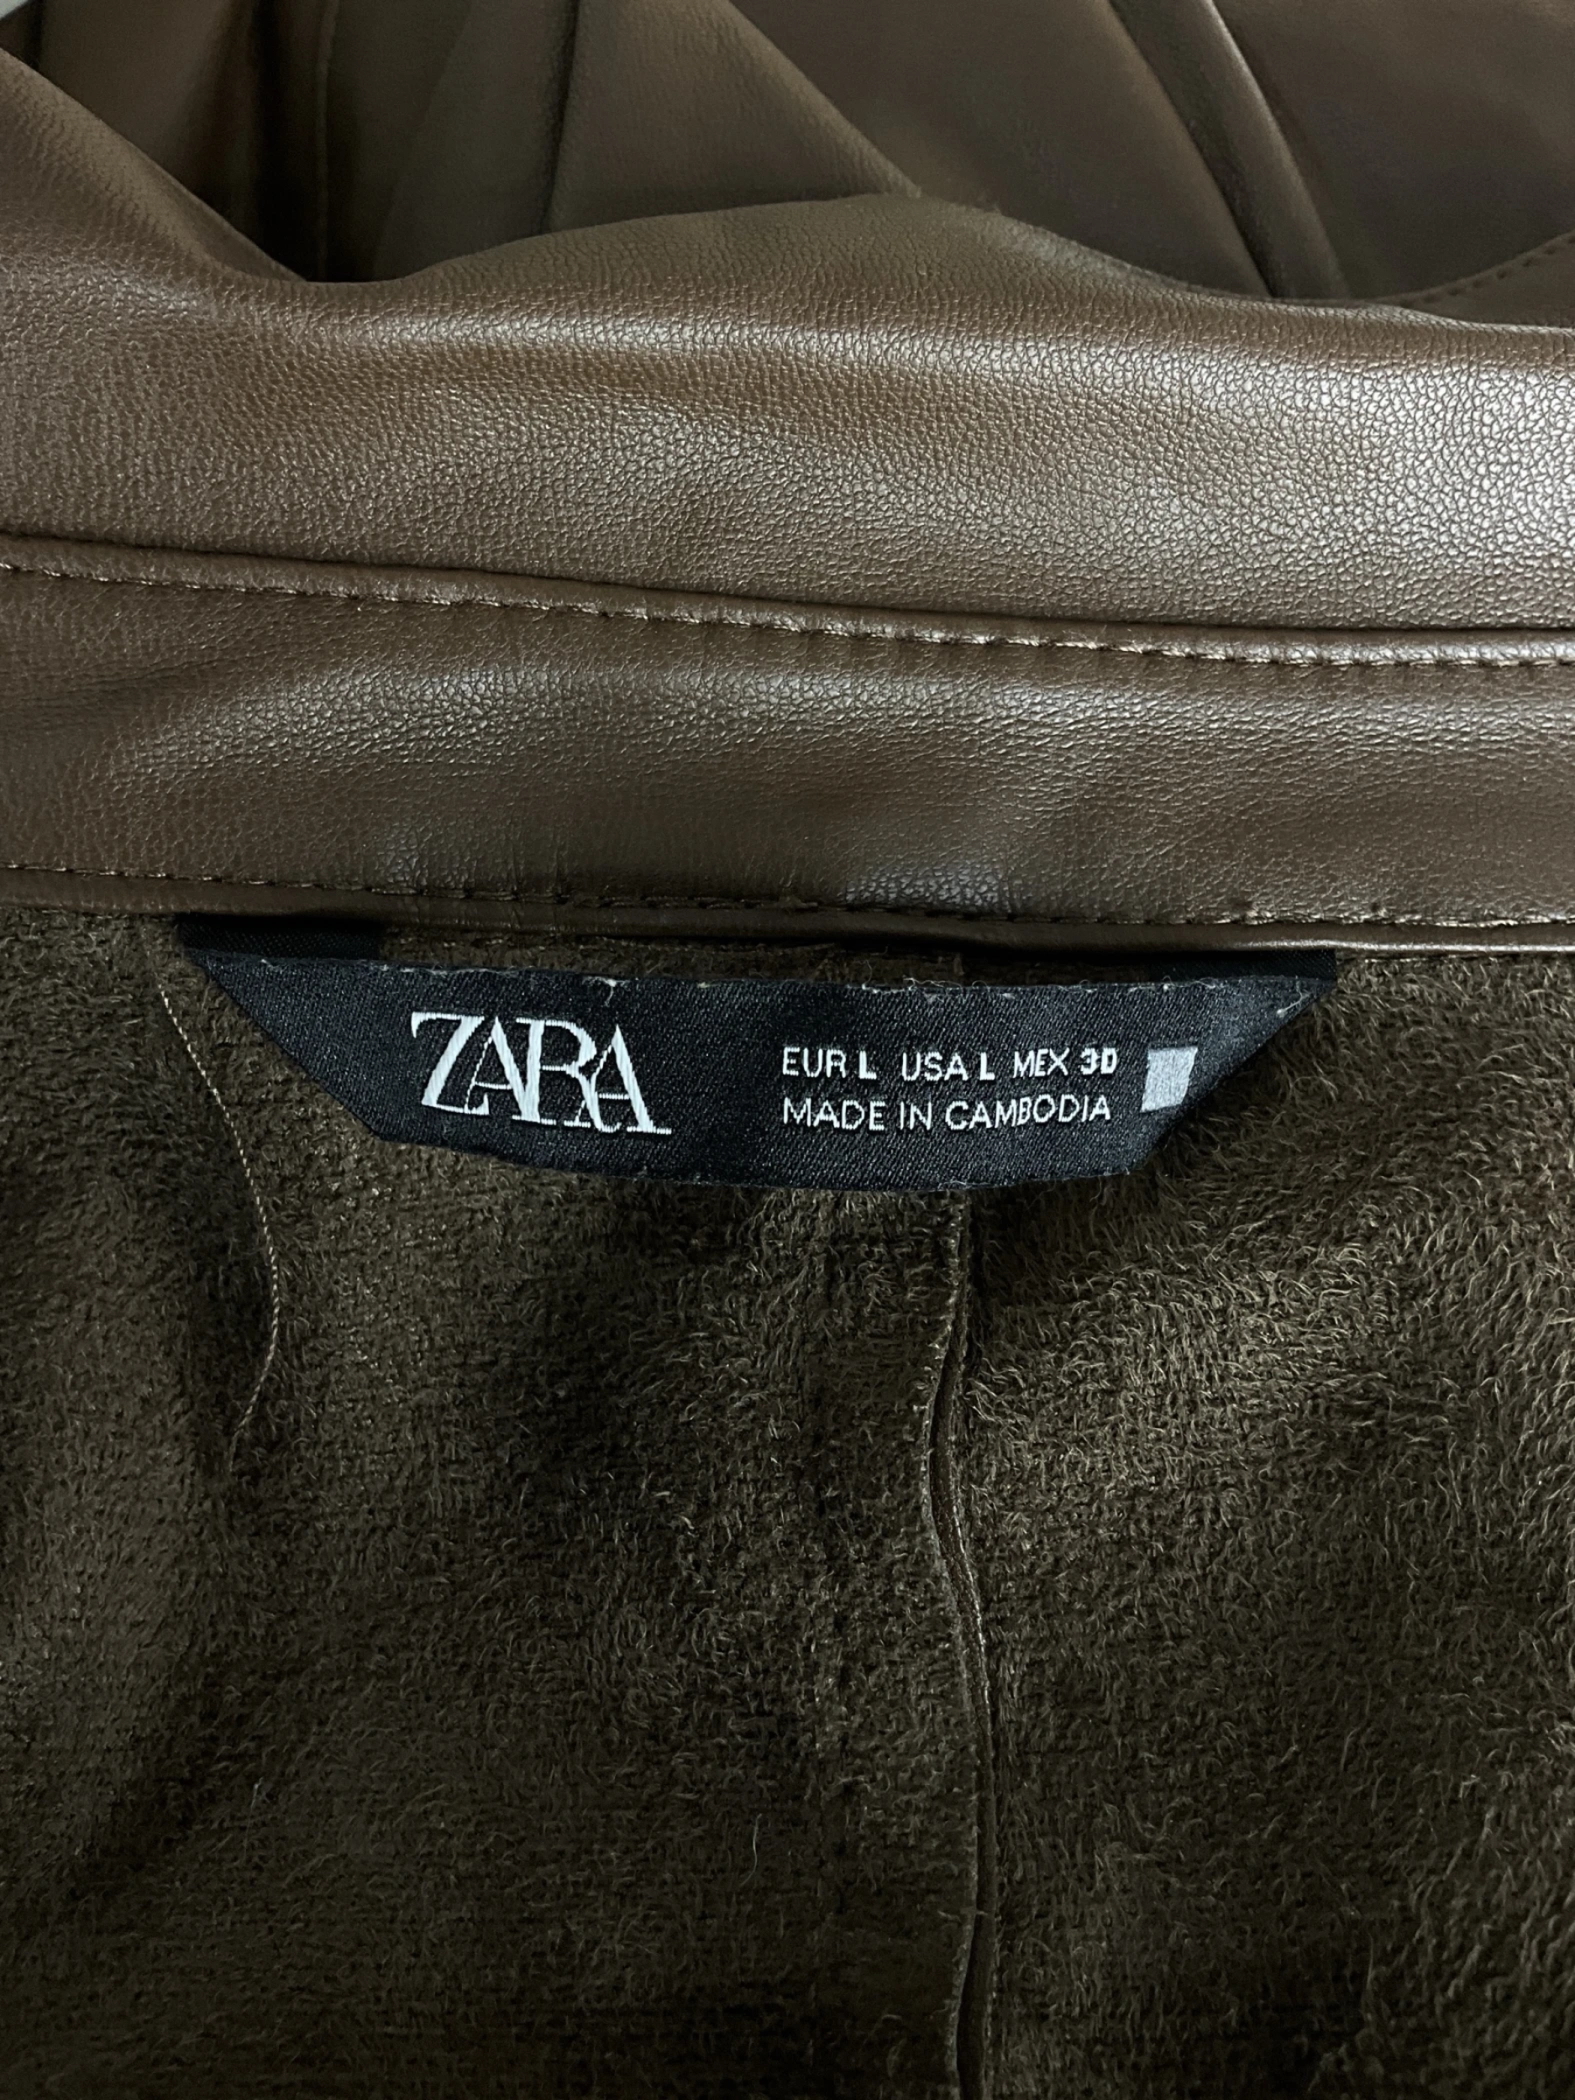 ZARA
EUR L USA L MEX 30
MADE IN CAMBODIA